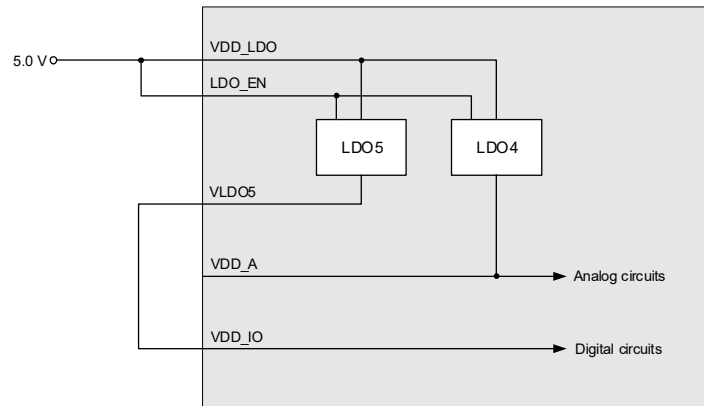 VDD_LDO
5.0 V
LDO_EN
LDO5
LDO4
VLDO5
VDD_A
Analog circuits
VDD_IO
Digital circuits